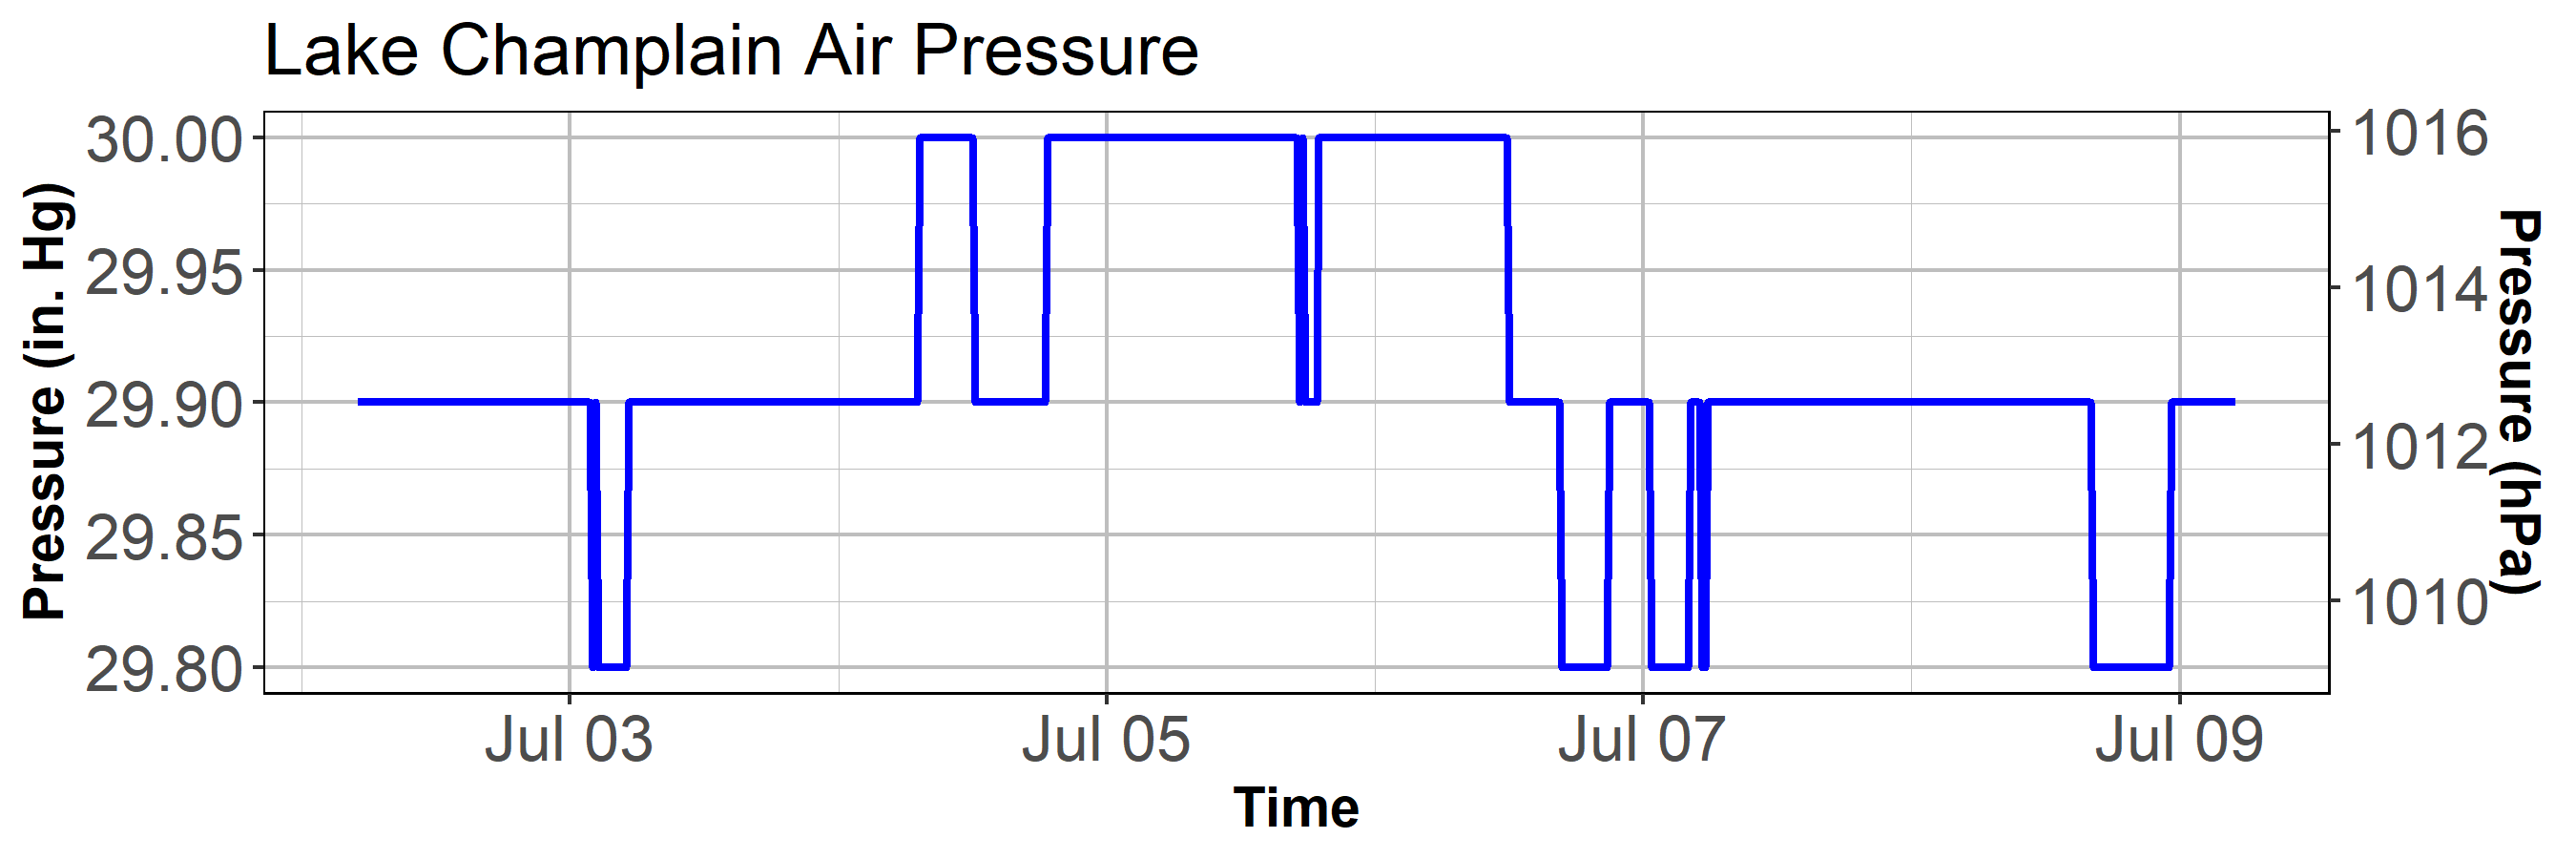 Lake Champlain Air Pressure
Pressure (in. Hg)
30.00
29.95
29.90
29.85
29.80
1016
1014
1012
1010
Pressure (hPa)
Jul 03 Jul 05 Jul 07 Jul 09
Time